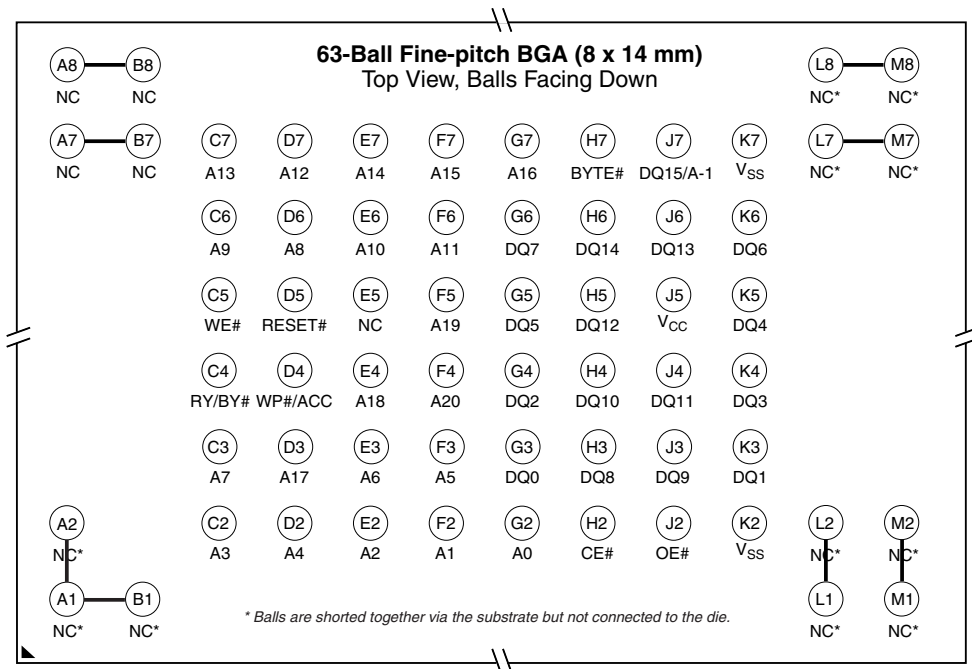 63-Ball Fine-pitch BGA (8 x 14 mm)
Top View, Balls Facing Down
A8 B8 L8 M8
NC NC NC* NC*
A7 B7 C7 D7 E7 F7 G7 H7 J7 K7 L7 M7
NC NC A13 A12 A14 A15 A16 BYTE# DQ15/A-1 VSS NC* NC*
C6 D6 E6 F6 G6 H6 J6 K6
A9 A8 A10 A11 DQ7 DQ14 DQ13 DQ6
C5 D5 E5 F5 G5 H5 J5 K5
WE# RESET# NC A19 DQ5 DQ12 VCC DQ4
C4 D4 E4 F4 G4 H4 J4 K4
RY/BY# WP#/ACC A18 A20 DQ2 DQ10 DQ11 DQ3
C3 D3 E3 F3 G3 H3 J3 K3
A7 A17 A6 A5 DQ0 DQ8 DQ9 DQ1
A2 C2 D2 E2 F2 G2 H2 J2 K2 L2 M2
NC* A3 A4 A2 A1 A0 CE# OE# VSS NC* NC*
A1 B1 L1 M1
NC* NC* NC* NC*
* Balls are shorted together via the substrate but not connected to the die.